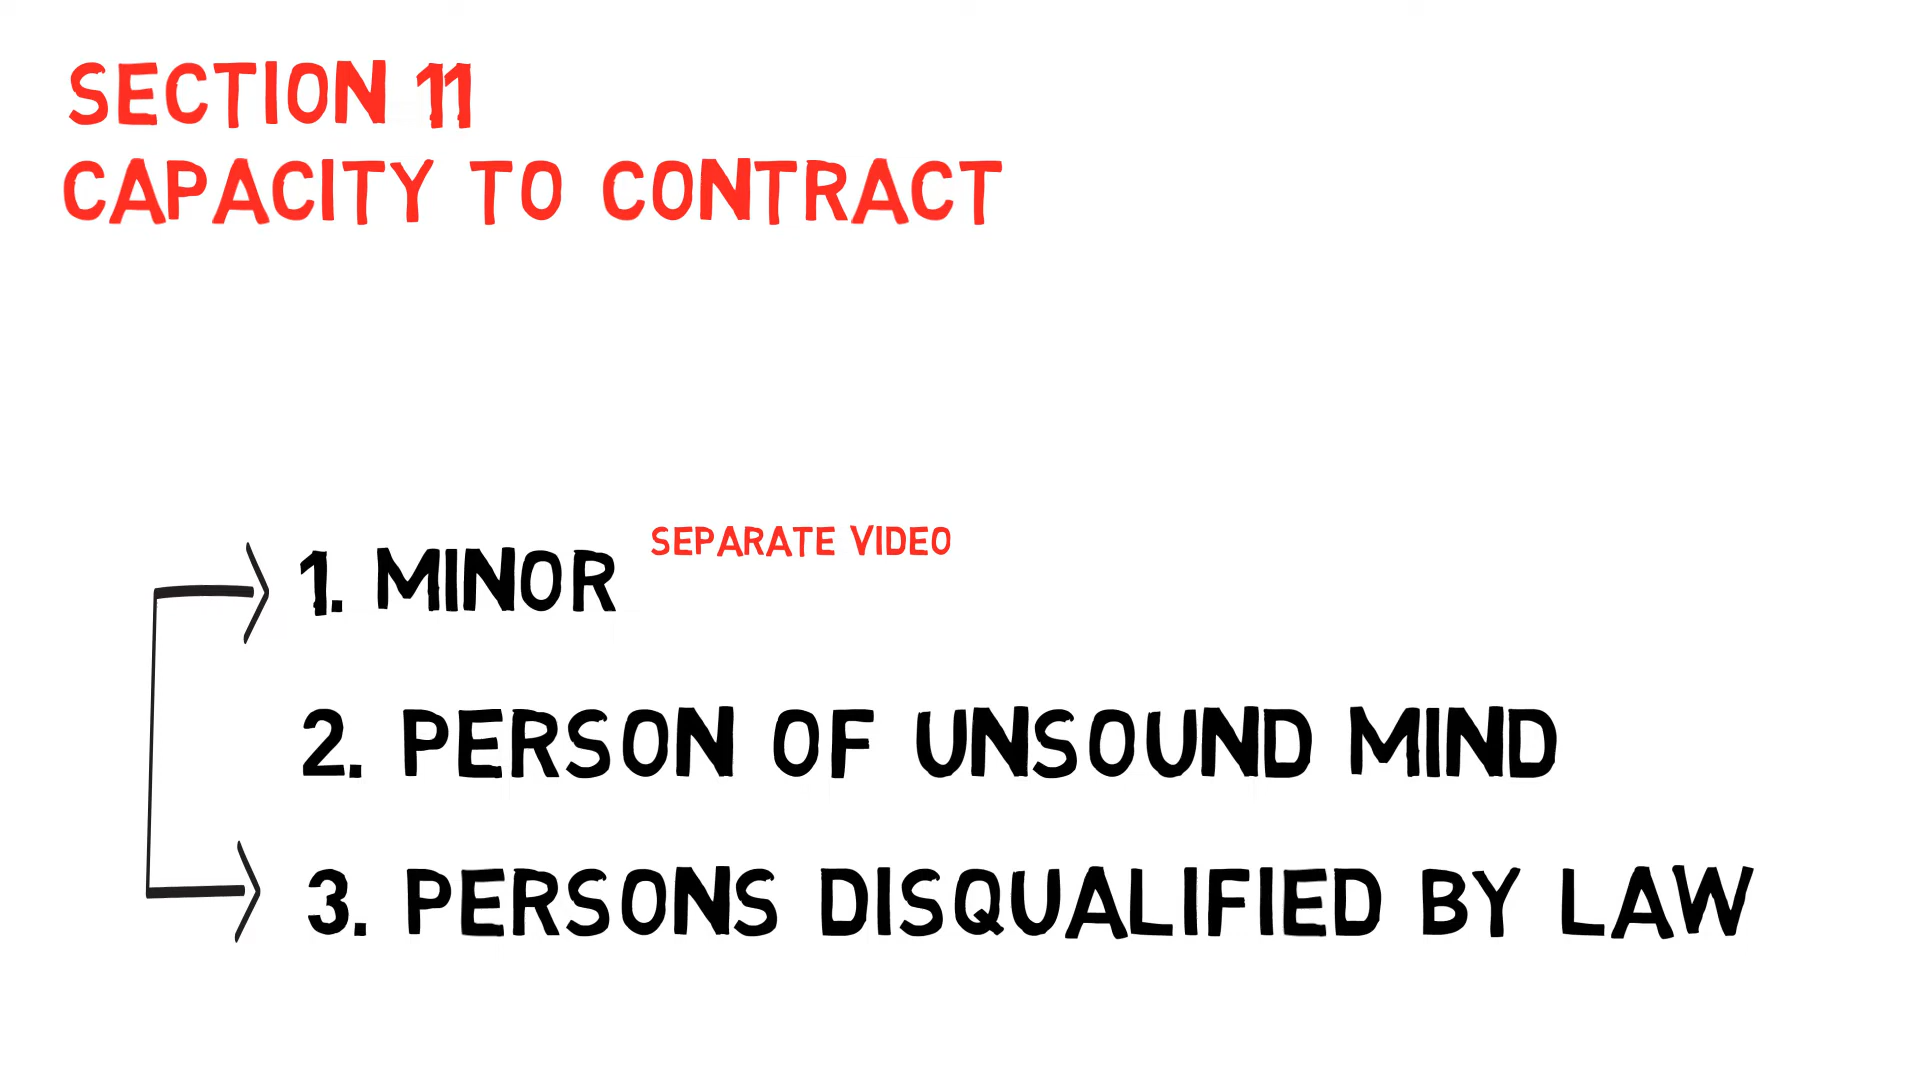 SECTION 11
CAPACITY TO CONTRACT
SEPARATE VIDEO
1. MINOR
2. PERSON OF UNSOUND MIND
3. PERSONS DISQUALIFIED BY LAW